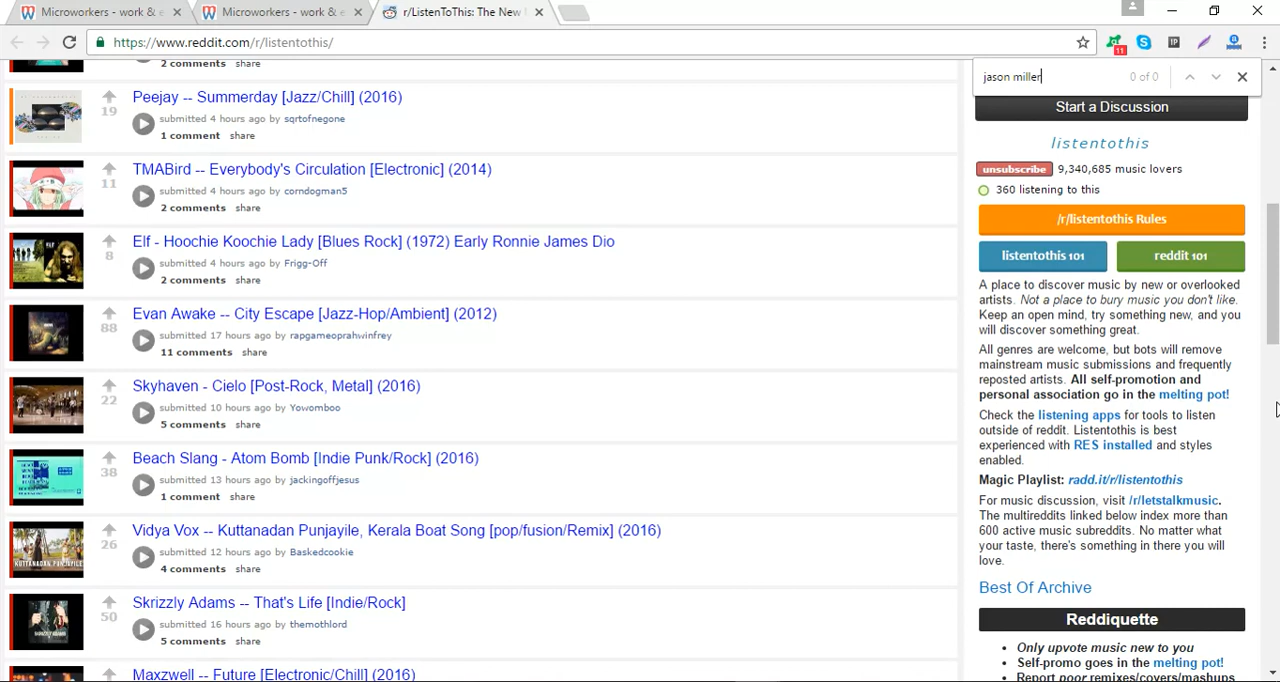 Microworkers - work & e
Microworkers - work & e
r/ListenToThis: The New
11
https://www.reddit.com/r/listentothis/
jason miller
0 of 0
2 comments share
19
Peejay -- Summerday [Jazz/Chill] (2016)
submitted 4 hours ago by sqrtofnegone
1 comment share
11
TMABird -- Everybody's Circulation [Electronic] (2014)
submitted 4 hours ago by corndogman5
2 comments share
8
Elf - Hoochie Koochie Lady [Blues Rock] (1972) Early Ronnie James Dio
submitted 4 hours ago by Frigg-Off
2 comments share
88
Evan Awake -- City Escape [Jazz-Hop/Ambient] (2012)
submitted 17 hours ago by rapgameoprahwinfrey
11 comments share
22
Skyhaven - Cielo [Post-Rock, Metal] (2016)
submitted 10 hours ago by Yowomboo
5 comments share
38
Beach Slang - Atom Bomb [Indie Punk/Rock] (2016)
submitted 13 hours ago by jackingoffjesus
1 comment share
26
Vidya Vox -- Kuttanadan Punjayile, Kerala Boat Song [pop/fusion/Remix] (2016)
submitted 12 hours ago by Baskedcookie
4 comments share
50
Skrizzly Adams -- That's Life [Indie/Rock]
submitted 16 hours ago by themothlord
5 comments share
Maxzwell -- Future [Electronic/Chill] (2016)
Start a Discussion
listentothis
unsubscribe 9,340,685 music lovers
360 listening to this
/r/listentothis Rules
listentothis 101
reddit 101
A place to discover music by new or overlooked
artists. Not a place to bury music you don't like.
Keep an open mind, try something new, and you
will discover something great.
All genres are welcome, but bots will remove
mainstream music submissions and frequently
reposted artists. All self-promotion and
personal association go in the melting pot!
Check the listening apps for tools to listen
outside of reddit. Listentothis is best
experienced with RES installed and styles
enabled.
Magic Playlist: radd.it/r/listentothis
For music discussion, visit /r/letstalkmusic.
The multireddits linked below index more than
600 active music subreddits. No matter what
your taste, there's something in there you will
love.
Best Of Archive
Reddiquette
• Only upvote music new to you
• Self-promo goes in the melting pot!
• Report poor remixes/covers/mashups